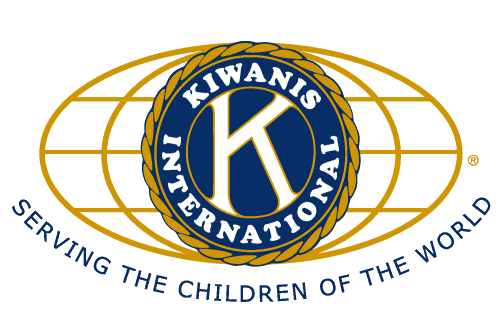 KIWANIS
INTERNATIONAL
K
®
SERVING THE CHILDREN OF THE WORLD